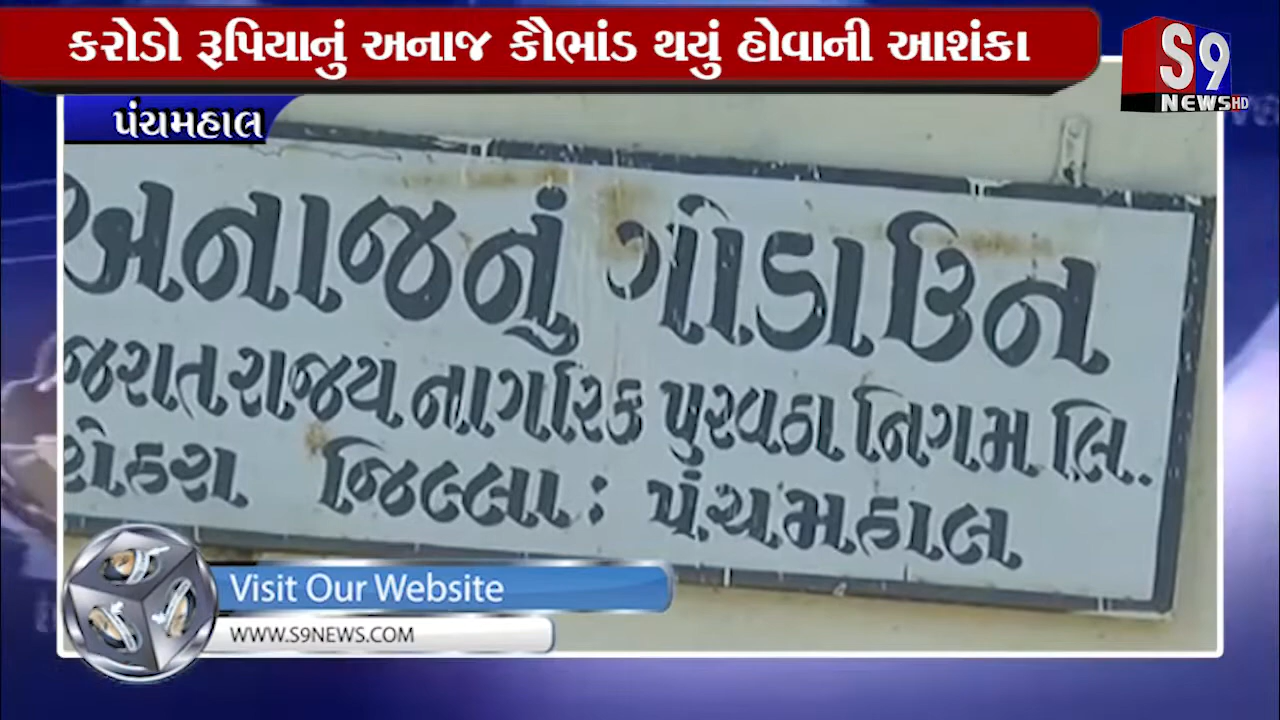 કરોડો રૂપિયાનું અનાજ કૌભાંડ થયું હોવાની આશંકા
S9
NEWS HD
પંચમહાલ
અનાજનું ગોડાઉન
જરાત રાજ્ય નાગરિક પુરવઠા નિગમ લિ.
જિલ્લા : પંચમહાલ
Visit Our Website
WWW.S9NEWS.COM